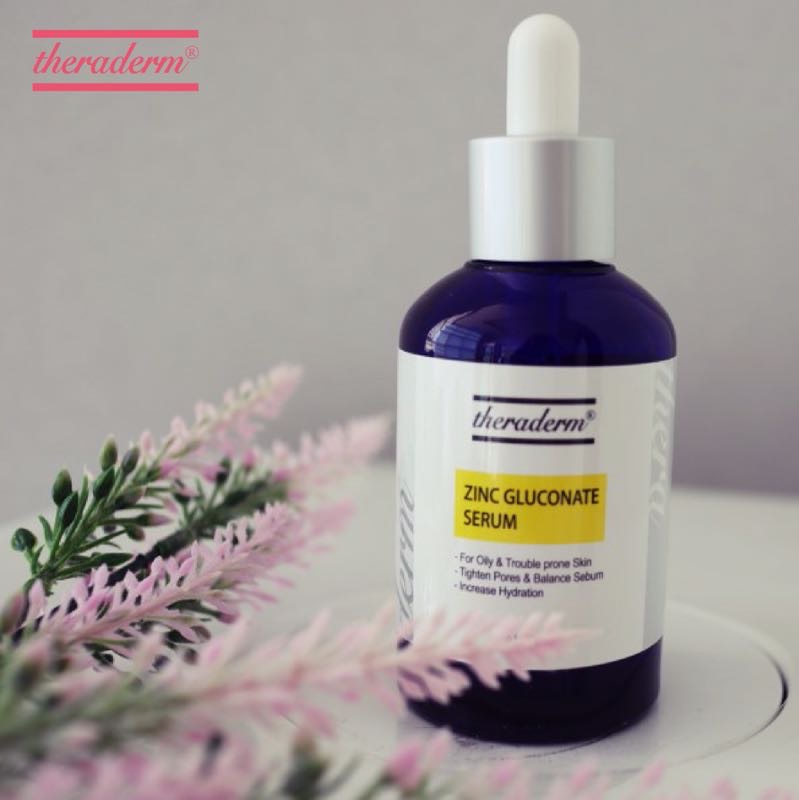 theraderm®
theraderm®
ZINC GLUCONATE
SERUM
- For Oily & Trouble prone Skin
- Tighten Pores & Balance Sebum
- Increase Hydration